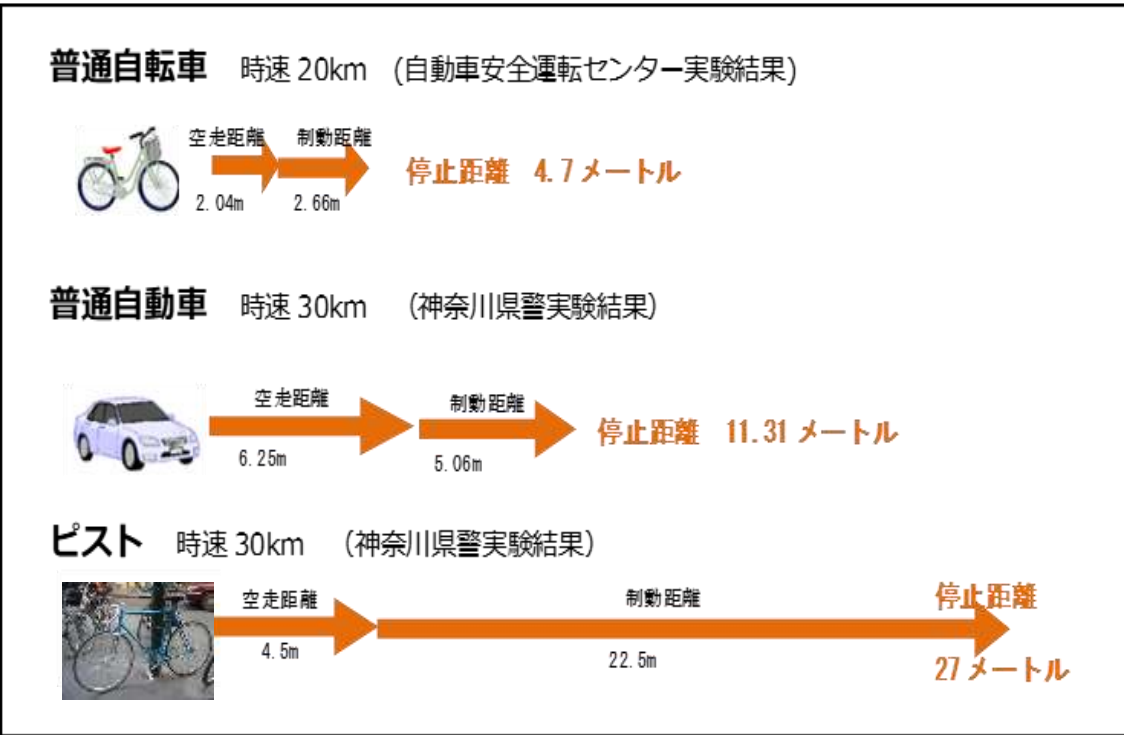 普通自転車 時速 20km (自動車安全運転センター実験結果)
空走距離 制動距離
停止距離 4.7メートル
2.04m 2.66m
普通自動車 時速 30km (神奈川県警実験結果)
空走距離 制動距離
停止距離 11.31メートル
6.25m 5.06m
ピスト 時速 30km (神奈川県警実験結果)
空走距離 制動距離 停止距離
4.5m 22.5m 27メートル